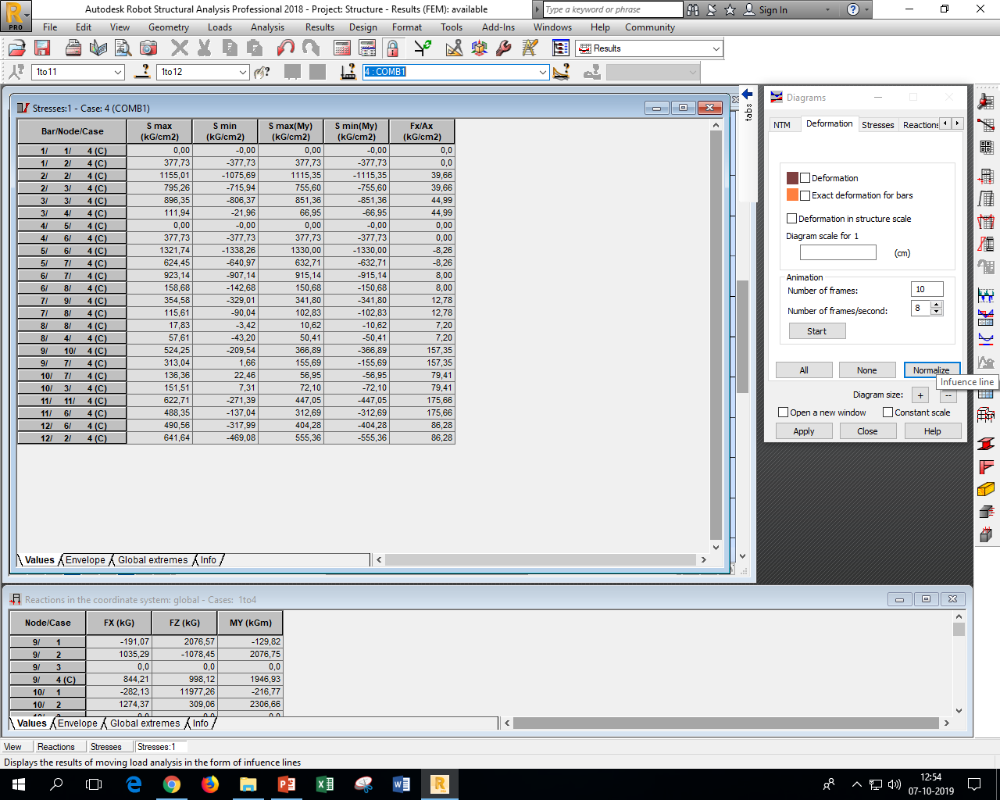 Autodesk Robot Structural Analysis Professional 2018 - Project: Structure - Results (FEM): available
Type a keyword or phrase
Sign In
PRO
File Edit View Geometry Loads Analysis Results Design Format Tools Add-Ins Windows Help Community
Results
1to11
1to12
4 : COMB1
Stresses:1 - Case: 4 (COMB1)
Bar/Node/Case S max (kG/cm2) S min (kG/cm2) S max(My) (kG/cm2) S min(My) (kG/cm2) Fx/Ax (kG/cm2)
1/ 1/ 4 (C) 0,00 -0,00 0,00 -0,00 0,0
1/ 2/ 4 (C) 377,73 -377,73 377,73 -377,73 0,0
2/ 2/ 4 (C) 1155,01 -1075,69 1115,35 -1115,35 39,66
2/ 3/ 4 (C) 795,26 -715,94 755,60 -755,60 39,66
3/ 3/ 4 (C) 896,35 -806,37 851,36 -851,36 44,99
3/ 4/ 4 (C) 111,94 -21,96 66,95 -66,95 44,99
4/ 5/ 4 (C) 0,00 -0,00 0,00 -0,00 0,00
4/ 6/ 4 (C) 377,73 -377,73 377,73 -377,73 0,00
5/ 6/ 4 (C) 1321,74 -1338,26 1330,00 -1330,00 -8,26
5/ 7/ 4 (C) 624,45 -640,97 632,71 -632,71 -8,26
6/ 7/ 4 (C) 923,14 -907,14 915,14 -915,14 8,00
6/ 8/ 4 (C) 158,68 -142,68 150,68 -150,68 8,00
7/ 9/ 4 (C) 354,58 -329,01 341,80 -341,80 12,78
7/ 8/ 4 (C) 115,61 -90,04 102,83 -102,83 12,78
8/ 8/ 4 (C) 17,83 -3,42 10,62 -10,62 7,20
8/ 4/ 4 (C) 57,61 -43,20 50,41 -50,41 7,20
9/ 10/ 4 (C) 524,25 -209,54 366,89 -366,89 157,35
9/ 7/ 4 (C) 313,04 1,66 155,69 -155,69 157,35
10/ 7/ 4 (C) 136,36 22,46 56,95 -56,95 79,41
10/ 3/ 4 (C) 151,51 7,31 72,10 -72,10 79,41
11/ 11/ 4 (C) 622,71 -271,39 447,05 -447,05 175,66
11/ 6/ 4 (C) 488,35 -137,04 312,69 -312,69 175,66
12/ 6/ 4 (C) 490,56 -317,99 404,28 -404,28 86,28
12/ 2/ 4 (C) 641,64 -469,08 555,36 -555,36 86,28
Values Envelope Global extremes Info
tabs
Diagrams
NTM Deformation Stresses Reactions
Deformation
Exact deformation for bars
Deformation in structure scale
Diagram scale for 1
(cm)
Animation
Number of frames: 10
Number of frames/second: 8
Start
All None Normalize
Infuence line
Diagram size: + --
Open a new window Constant scale
Apply Close Help
Reactions in the coordinate system: global - Cases: 1to4
Node/Case FX (kG) FZ (kG) MY (kGm)
9/ 1 -191,07 2076,57 -129,82
9/ 2 1035,29 -1078,45 2076,75
9/ 3 0,0 0,0 0,0
9/ 4 (C) 844,21 998,12 1946,93
10/ 1 -282,13 11977,26 -216,77
10/ 2 1274,37 309,06 2306,66
Values Envelope Global extremes Info
View Reactions Stresses Stresses:1
Displays the results of moving load analysis in the form of infuence lines
12:54
07-10-2019